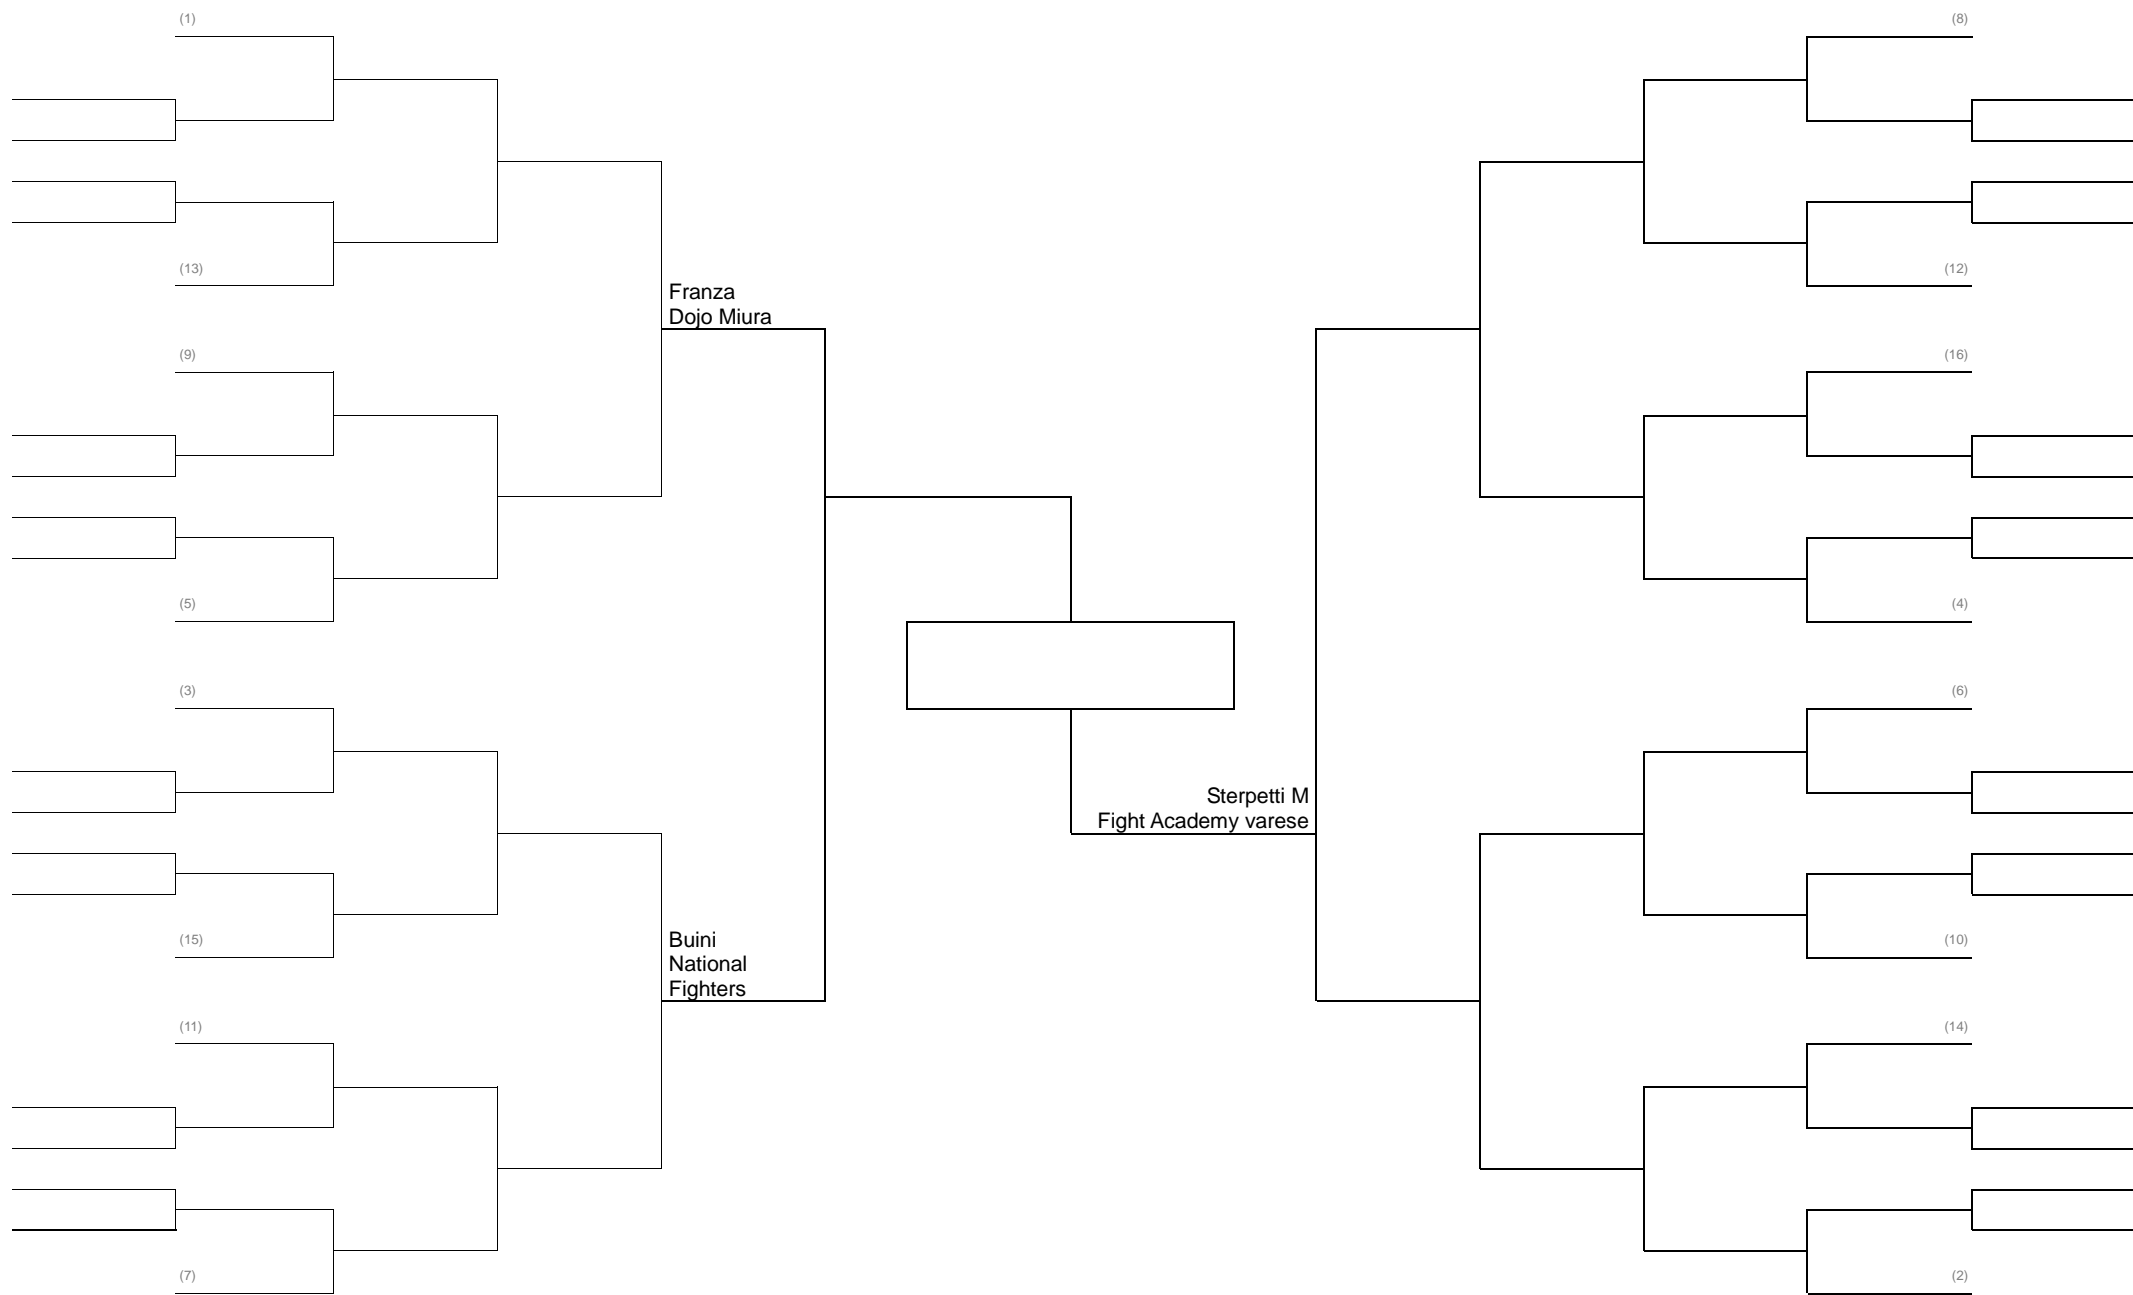 (1)
(8)
(13)
(12)
Franza
Dojo Miura
(9)
(16)
(5)
(4)
(3)
(6)
Sterpetti M
Fight Academy varese
(15)
(10)
Buini
National
Fighters
(11)
(14)
(7)
(2)